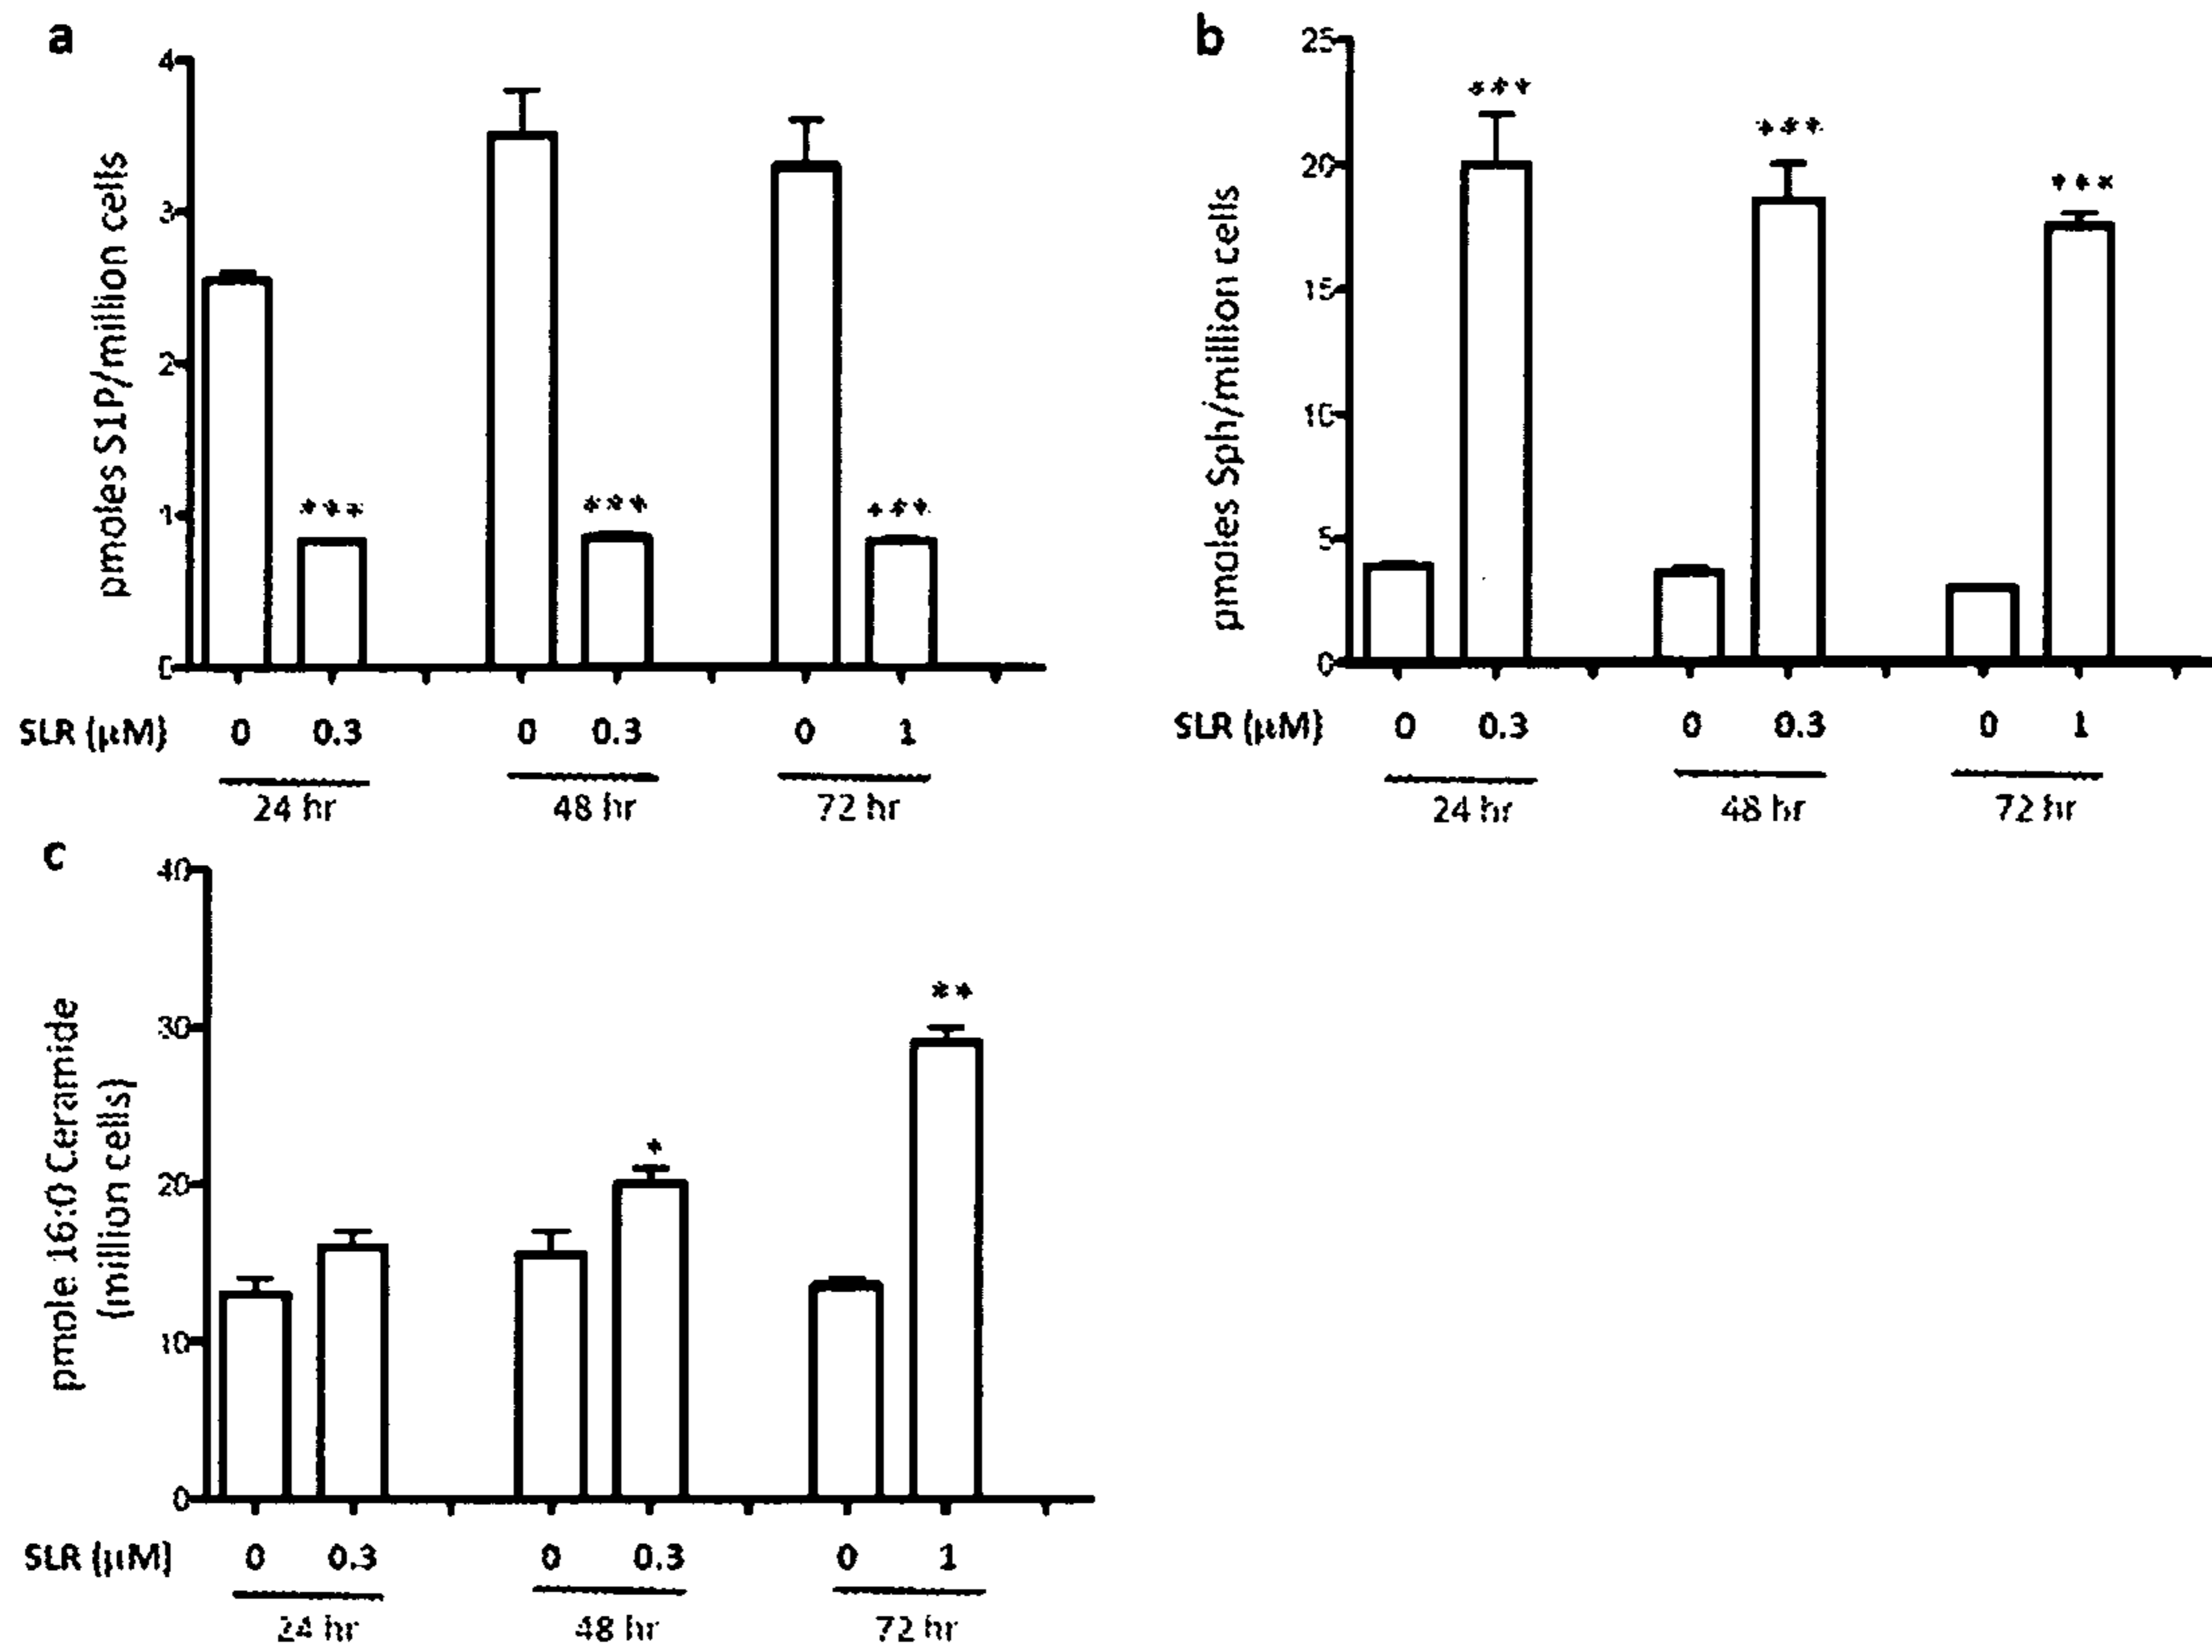 a
pmoles S1P/million cells
4
3
2
1
0
*** *** ***
SLR (µM) 0 0.3 0 0.3 0 1
24 hr 48 hr 72 hr
b
pmoles Sph/million cells
25
20
15
10
5
0
*** *** ***
SLR (µM) 0 0.3 0 0.3 0 1
24 hr 48 hr 72 hr
c
pmole 16:0 Ceramide
(million cells)
40
30
20
10
0
* **
SLR (µM) 0 0.3 0 0.3 0 1
24 hr 48 hr 72 hr